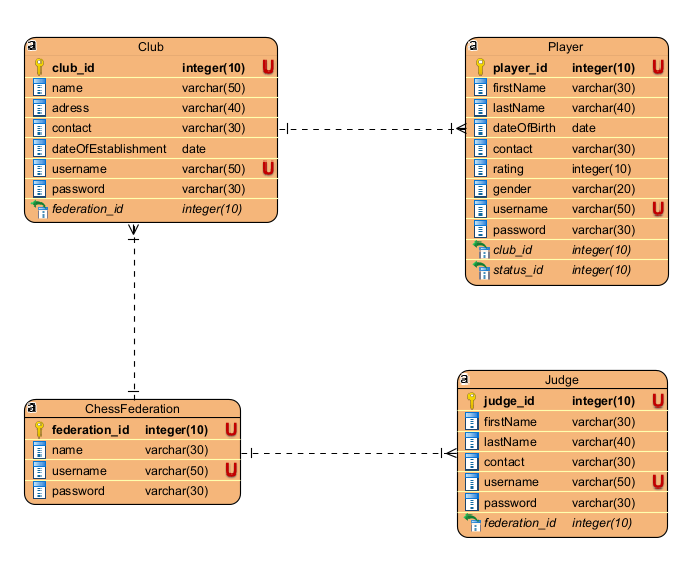 a Club
club_id integer(10) U
name varchar(50)
adress varchar(40)
contact varchar(30)
dateOfEstablishment date
username varchar(50) U
password varchar(30)
federation_id integer(10)
a Player
player_id integer(10) U
firstName varchar(30)
lastName varchar(40)
dateOfBirth date
contact varchar(30)
rating integer(10)
gender varchar(20)
username varchar(50) U
password varchar(30)
club_id integer(10)
status_id integer(10)
a ChessFederation
federation_id integer(10) U
name varchar(30)
username varchar(50) U
password varchar(30)
a Judge
judge_id integer(10) U
firstName varchar(30)
lastName varchar(40)
contact varchar(30)
username varchar(50) U
password varchar(30)
federation_id integer(10)